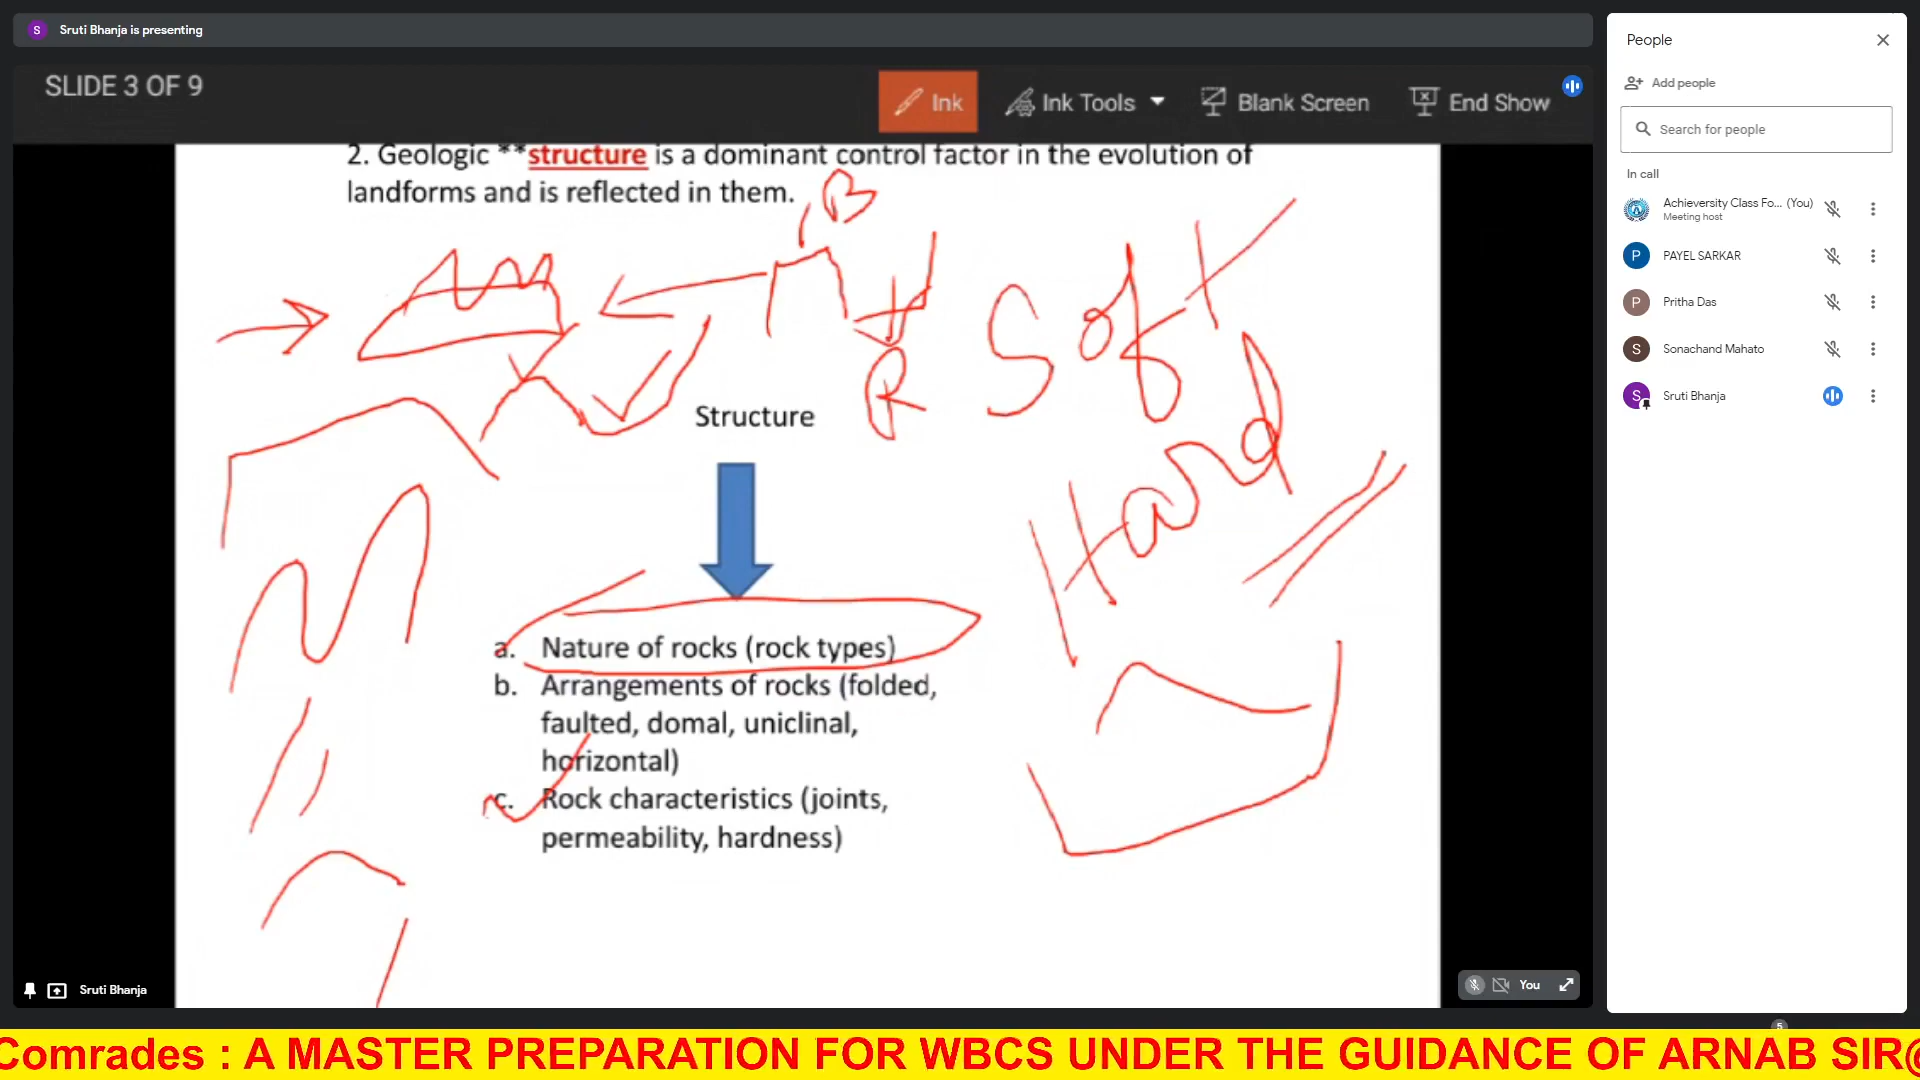 S
Sruti Bhanja is presenting
SLIDE 3 OF 9
Ink
Ink Tools
Blank Screen
End Show
2. Geologic **structure is a dominant control factor in the evolution of
landforms and is reflected in them.
B
R
Soft
Hard
Structure
a. Nature of rocks (rock types)
b. Arrangements of rocks (folded,
faulted, domal, uniclinal,
horizontal)
c. Rock characteristics (joints,
permeability, hardness)
Sruti Bhanja
You
People
Add people
Search for people
In call
Achieversity Class Fo... (You)
Meeting host
P
PAYEL SARKAR
P
Pritha Das
S
Sonachand Mahato
S
Sruti Bhanja
5
Comrades : A MASTER PREPARATION FOR WBCS UNDER THE GUIDANCE OF ARNAB SIR@